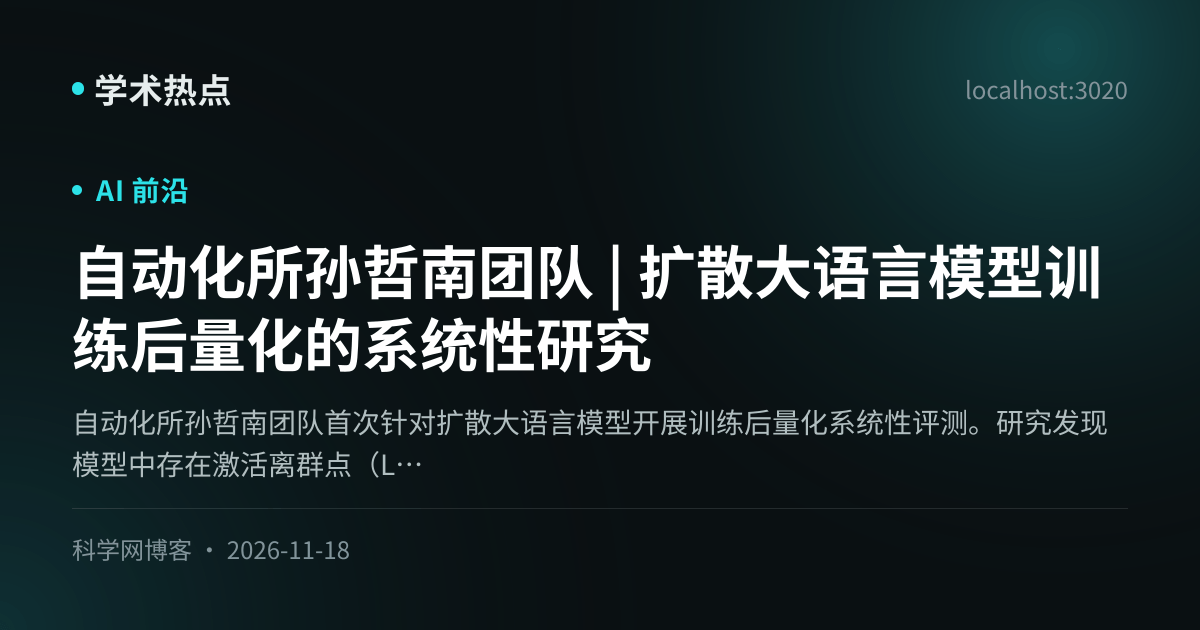 学术热点
localhost:3020
AI 前沿
自动化所孙哲南团队 | 扩散大语言模型训
练后量化的系统性研究
自动化所孙哲南团队首次针对扩散大语言模型开展训练后量化系统性评测。研究发现
模型中存在激活离群点（L…
科学网博客 · 2026-11-18